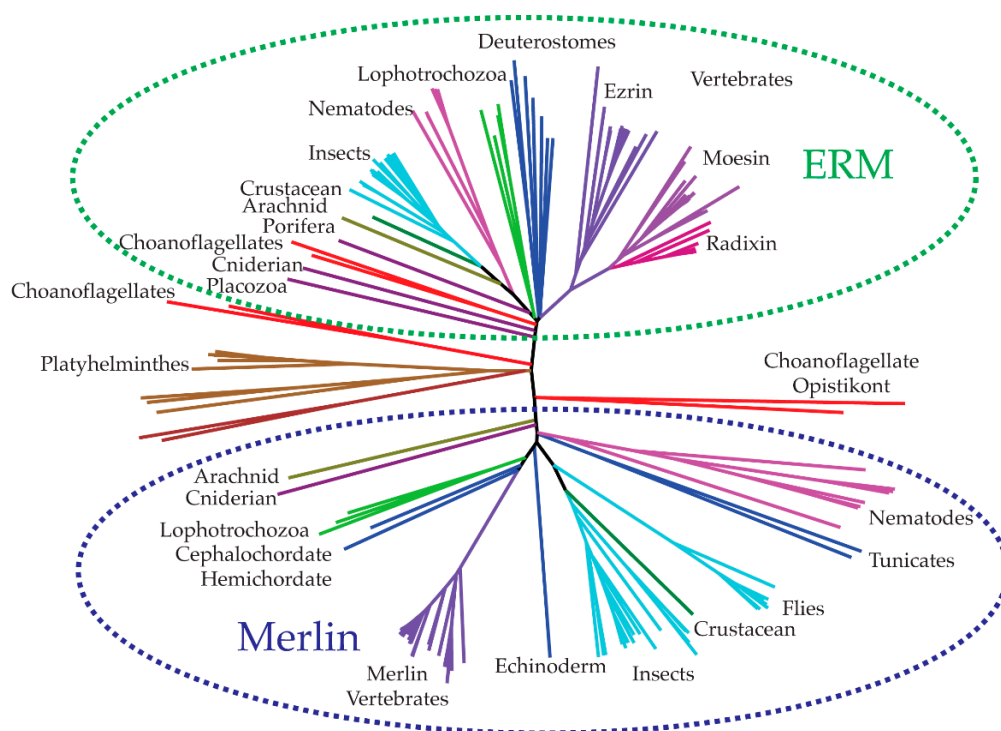 Deuterostomes
Lophotrochozoa
Vertebrates
Ezrin
Nematodes
Insects
Moesin
ERM
Crustacean
Arachnid
Porifera
Radixin
Choanoflagellates
Cniderian
Placozoa
Choanoflagellates
Platyhelminthes
Choanoflagellate
Opistikont
Arachnid
Cniderian
Nematodes
Lophotrochozoa
Cephalochordate
Tunicates
Hemichordate
Flies
Crustacean
Merlin
Echinoderm
Merlin
Insects
Vertebrates